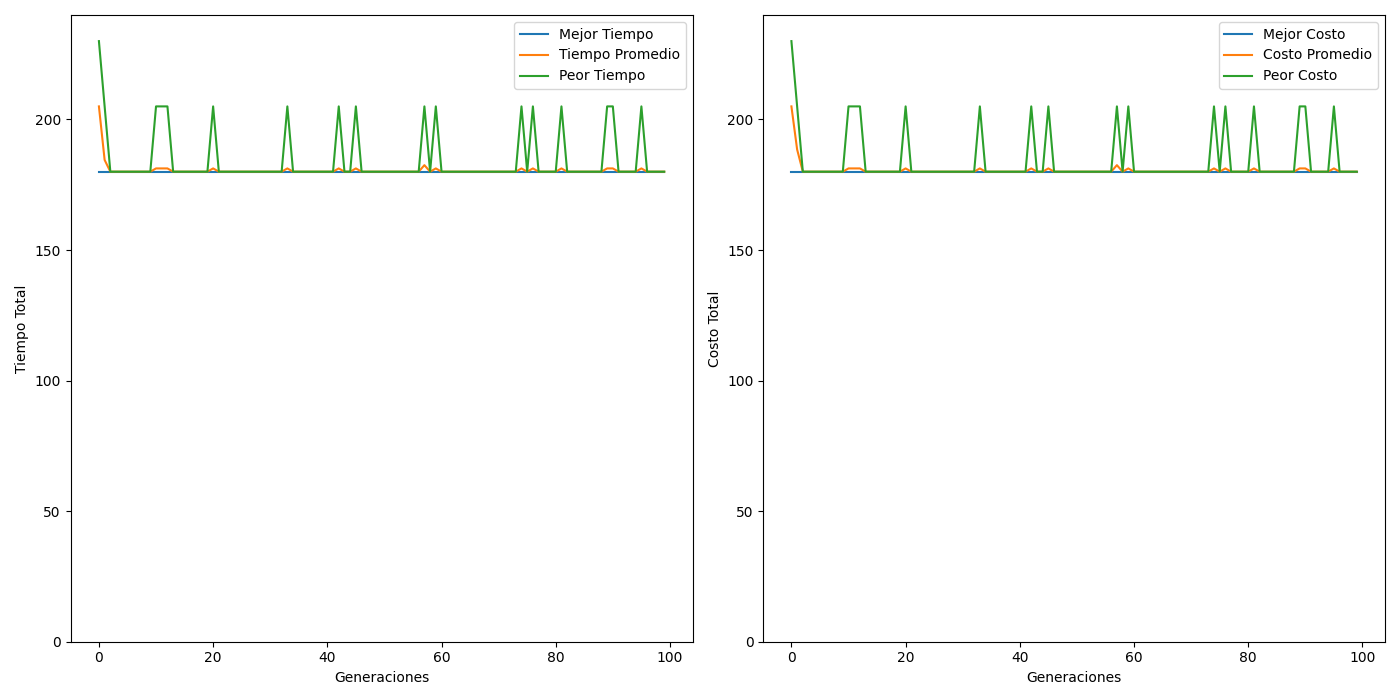 Mejor Tiempo
Tiempo Promedio
Peor Tiempo
200
150
100
50
0
Tiempo Total
0 20 40 60 80 100
Generaciones
Mejor Costo
Costo Promedio
Peor Costo
200
150
100
50
0
Costo Total
0 20 40 60 80 100
Generaciones